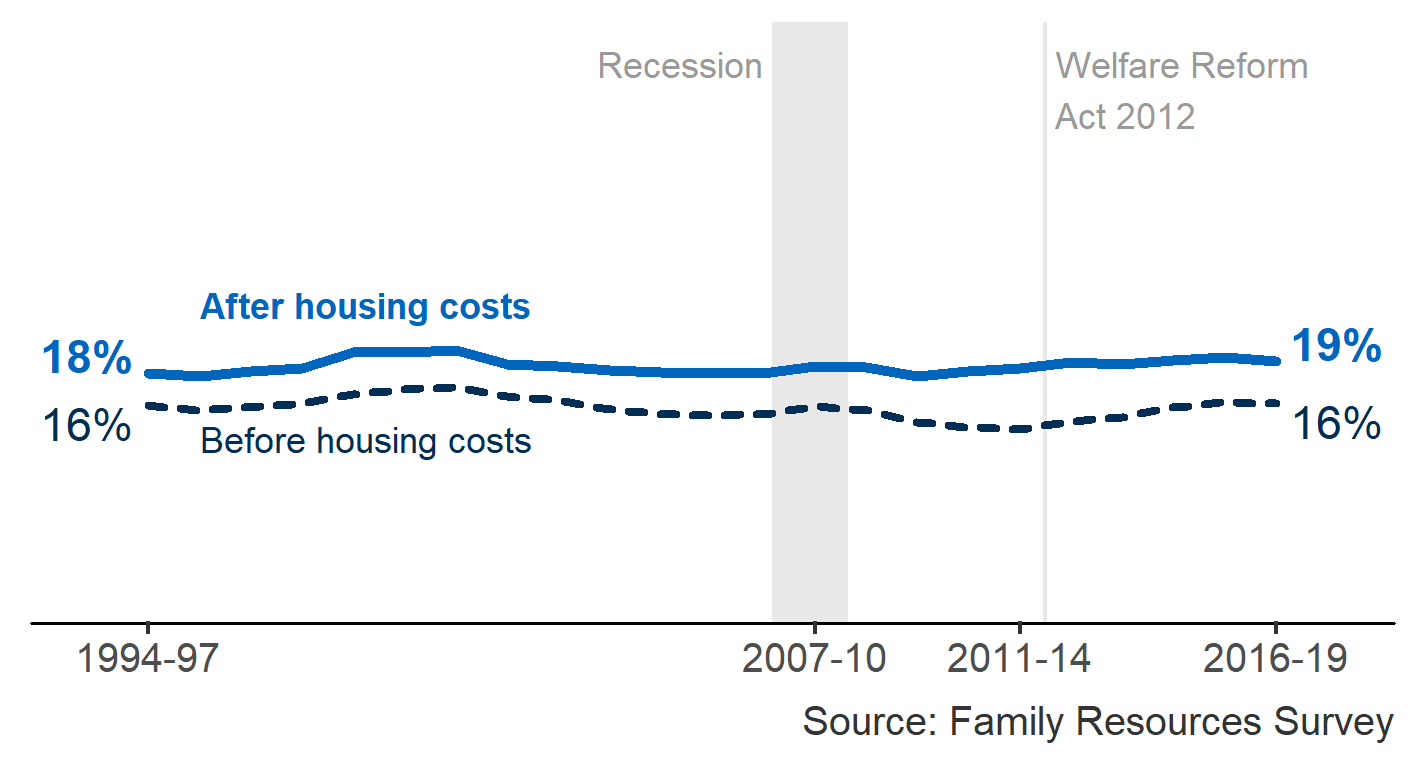 Recession
Welfare Reform
Act 2012
After housing costs
18%
19%
16%
16%
Before housing costs
1994-97
2007-10
2011-14
2016-19
Source: Family Resources Survey